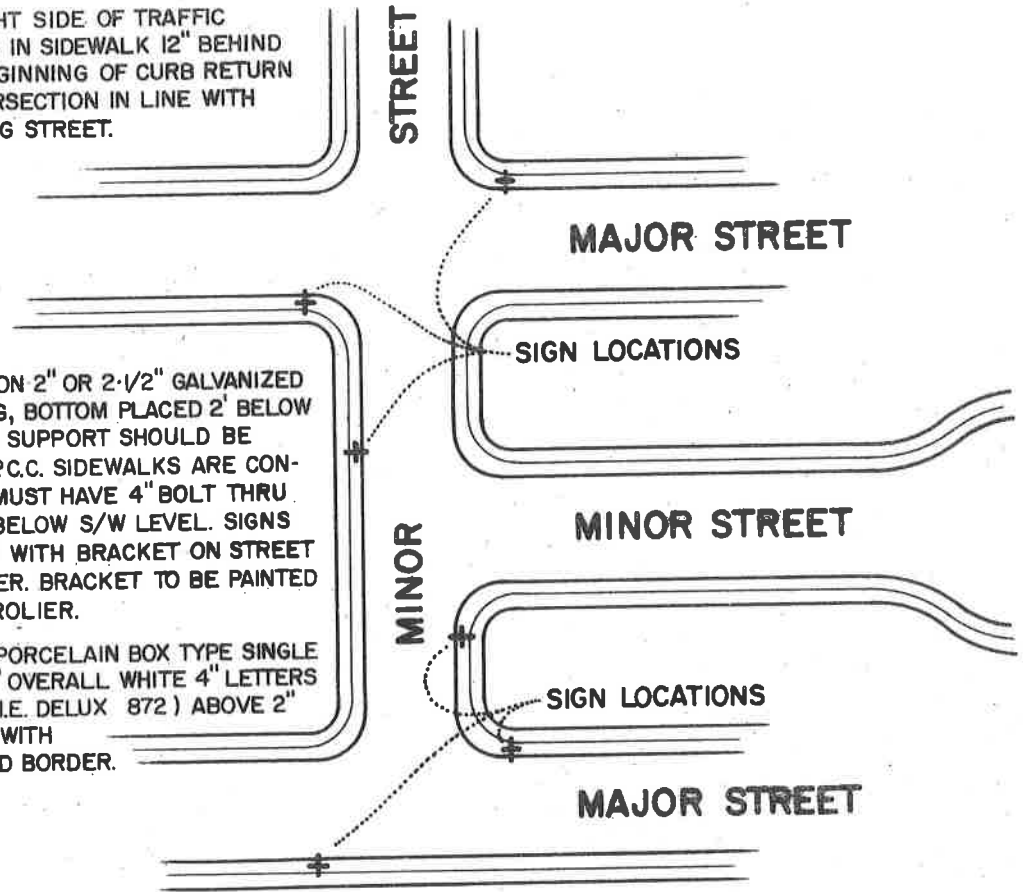 HT SIDE OF TRAFFIC
IN SIDEWALK 12" BEHIND
GINNING OF CURB RETURN
RSECTION IN LINE WITH
G STREET.
STREET
MAJOR STREET
SIGN LOCATIONS
ON 2" OR 2-1/2" GALVANIZED
G, BOTTOM PLACED 2' BELOW
SUPPORT SHOULD BE
P.C.C. SIDEWALKS ARE CON-
MUST HAVE 4" BOLT THRU
BELOW S/W LEVEL. SIGNS
WITH BRACKET ON STREET
ER. BRACKET TO BE PAINTED
ROLIER.
MINOR STREET
MINOR
PORCELAIN BOX TYPE SINGLE
" OVERALL WHITE 4" LETTERS
I.E. DELUX 872) ABOVE 2"
WITH
D BORDER.
SIGN LOCATIONS
MAJOR STREET